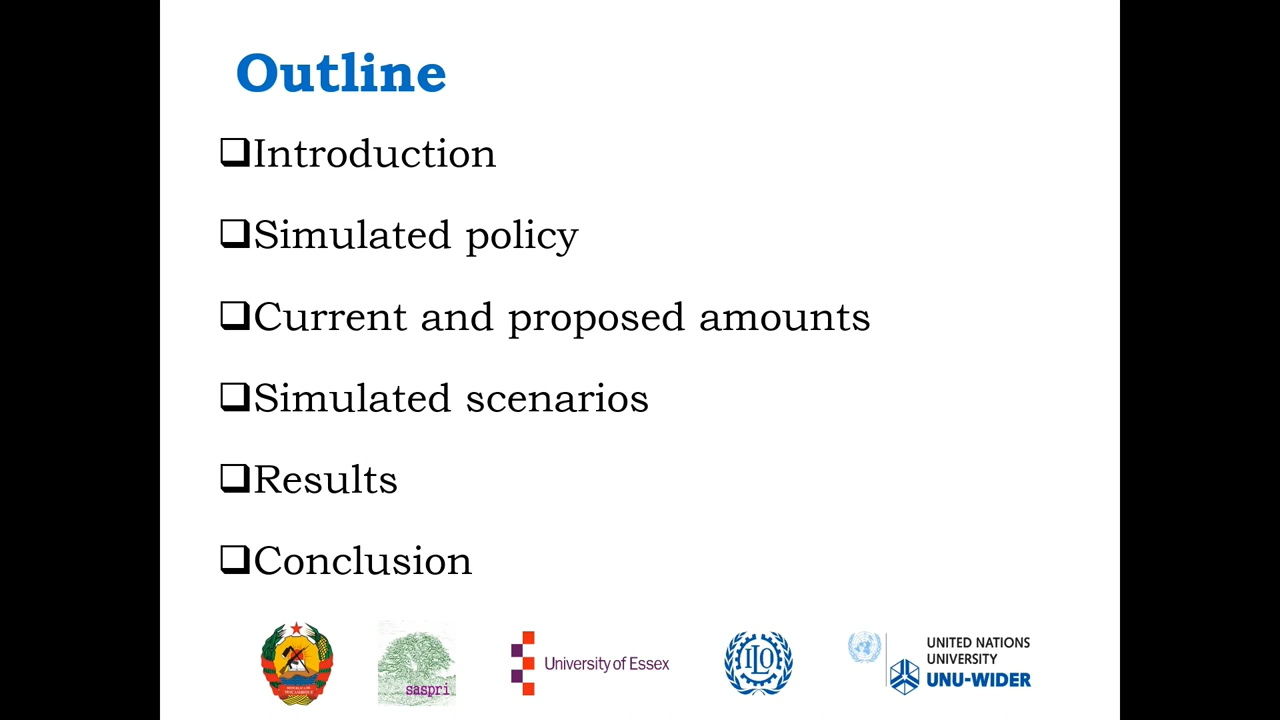 Outline
❑Introduction
❑Simulated policy
❑Current and proposed amounts
❑Simulated scenarios
❑Results
❑Conclusion
saspri
University of Essex
ILO
UNITED NATIONS
UNIVERSITY
UNU-WIDER